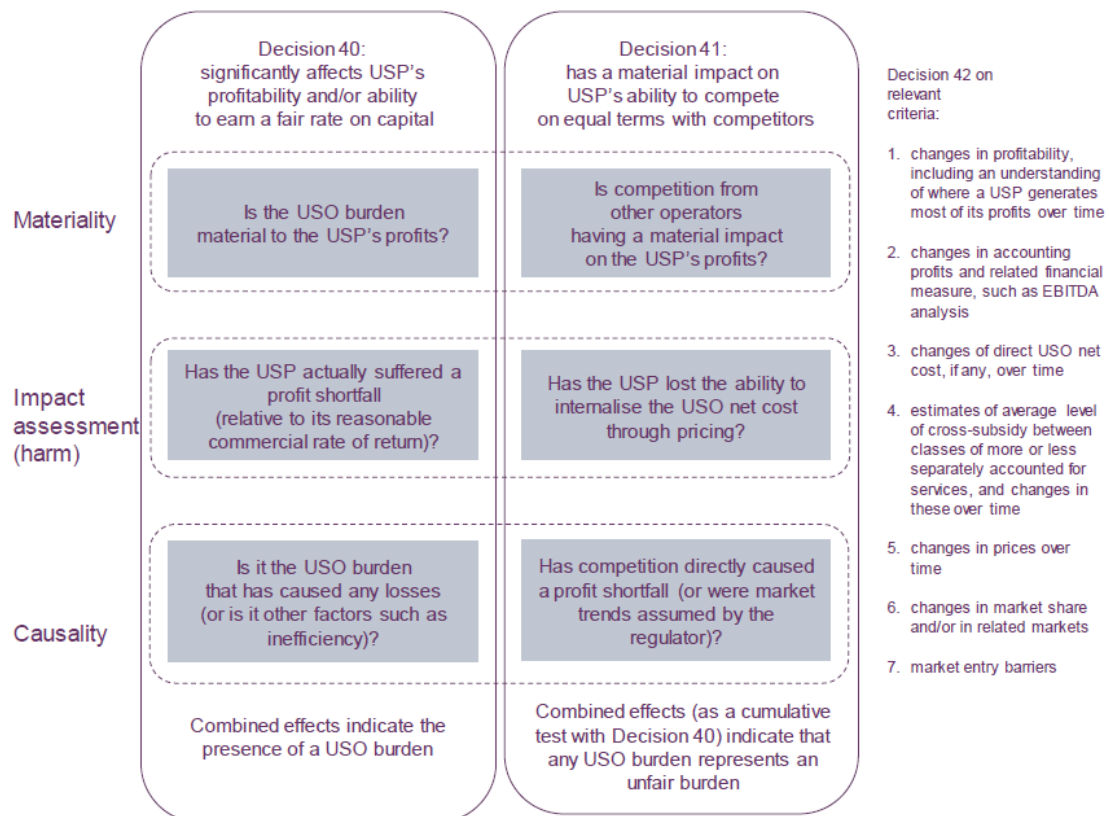 Decision 40:
significantly affects USP's
profitability and/or ability
to earn a fair rate on capital
Decision 41:
has a material impact on
USP's ability to compete
on equal terms with competitors
Materiality
Is the USO burden
material to the USP's profits?
Is competition from
other operators
having a material impact
on the USP's profits?
Impact
assessment
(harm)
Has the USP actually suffered a
profit shortfall
(relative to its reasonable
commercial rate of return)?
Has the USP lost the ability to
internalise the USO net cost
through pricing?
Causality
Is it the USO burden
that has caused any losses
(or is it other factors such as
inefficiency)?
Has competition directly caused
a profit shortfall (or were market
trends assumed by the
regulator)?
Combined effects indicate the
presence of a USO burden
Combined effects (as a cumulative
test with Decision 40) indicate that
any USO burden represents an
unfair burden
Decision 42 on
relevant
criteria:
1. changes in profitability,
including an understanding
of where a USP generates
most of its profits over time
2. changes in accounting
profits and related financial
measure, such as EBITDA
analysis
3. changes of direct USO net
cost, if any, over time
4. estimates of average level
of cross-subsidy between
classes of more or less
separately accounted for
services, and changes in
these over time
5. changes in prices over
time
6. changes in market share
and/or in related markets
7. market entry barriers